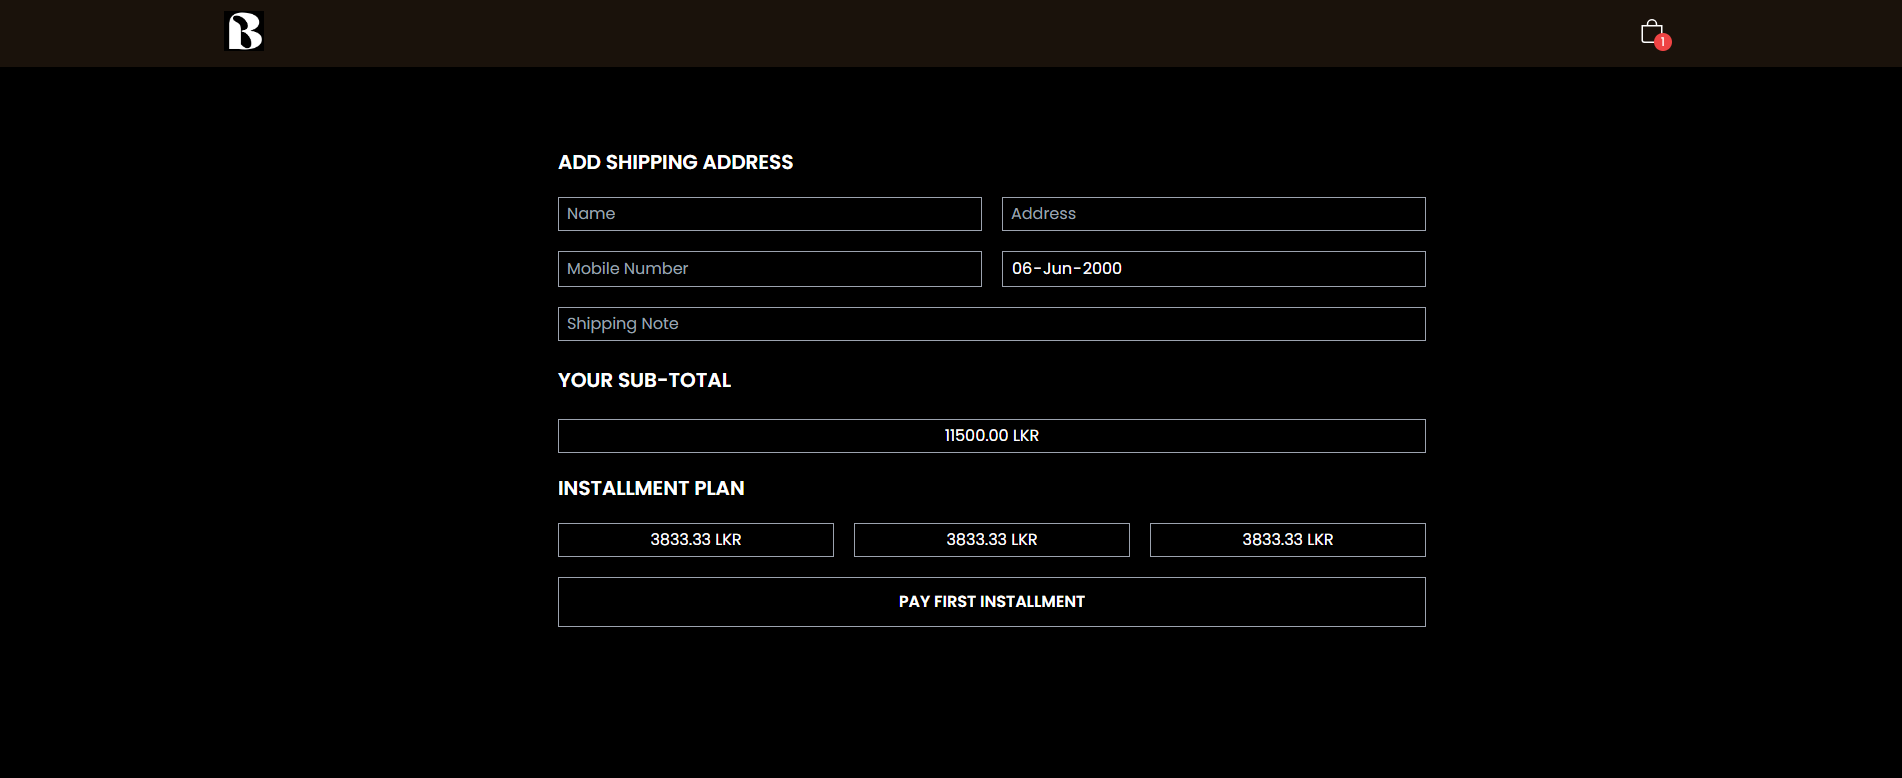 B
1
ADD SHIPPING ADDRESS
Name
Address
Mobile Number
06-Jun-2000
Shipping Note
YOUR SUB-TOTAL
11500.00 LKR
INSTALLMENT PLAN
3833.33 LKR
3833.33 LKR
3833.33 LKR
PAY FIRST INSTALLMENT